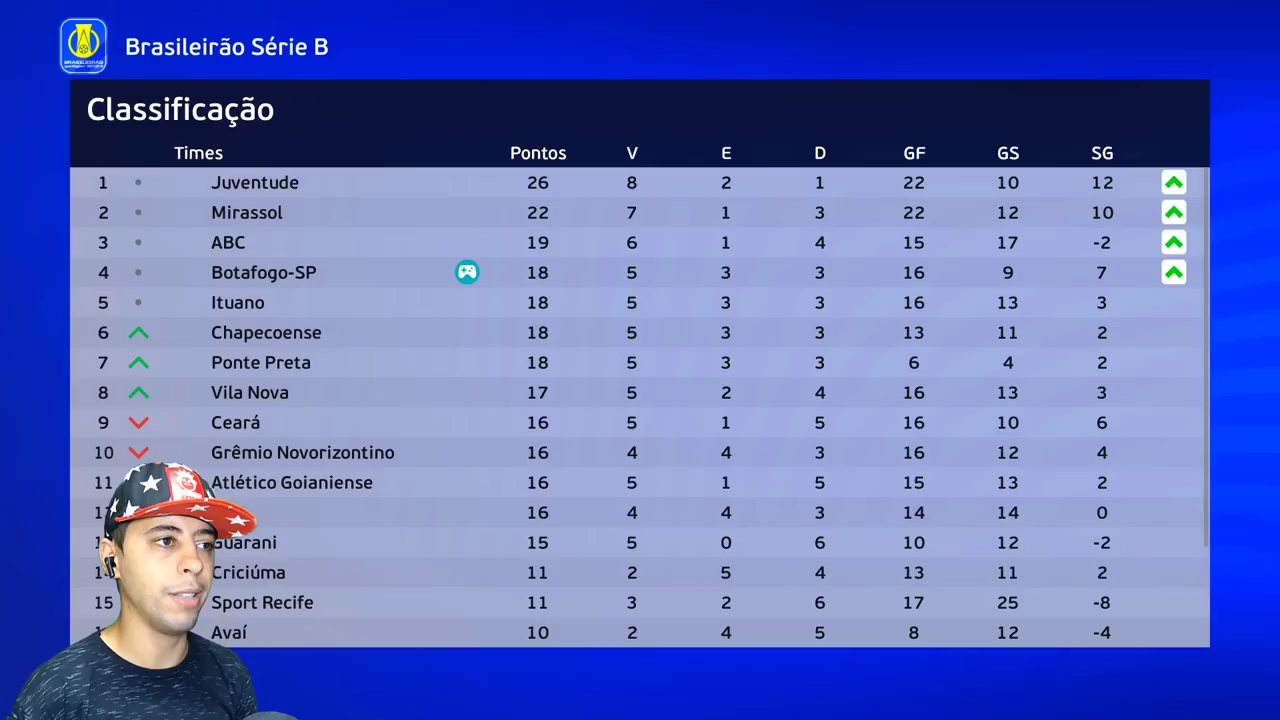 Brasileirão Série B
Classificação
Times Pontos V E D GF GS SG
1 Juventude 26 8 2 1 22 10 12
2 Mirassol 22 7 1 3 22 12 10
3 ABC 19 6 1 4 15 17 -2
4 Botafogo-SP 18 5 3 3 16 9 7
5 Ituano 18 5 3 3 16 13 3
6 Chapecoense 18 5 3 3 13 11 2
7 Ponte Preta 18 5 3 3 6 4 2
8 Vila Nova 17 5 2 4 16 13 3
9 Ceará 16 5 1 5 16 10 6
10 Grêmio Novorizontino 16 4 4 3 16 12 4
11 Atlético Goianiense 16 5 1 5 15 13 2
16 4 4 3 14 14 0
Guarani 15 5 0 6 10 12 -2
Criciúma 11 2 5 4 13 11 2
15 Sport Recife 11 3 2 6 17 25 -8
Avaí 10 2 4 5 8 12 -4